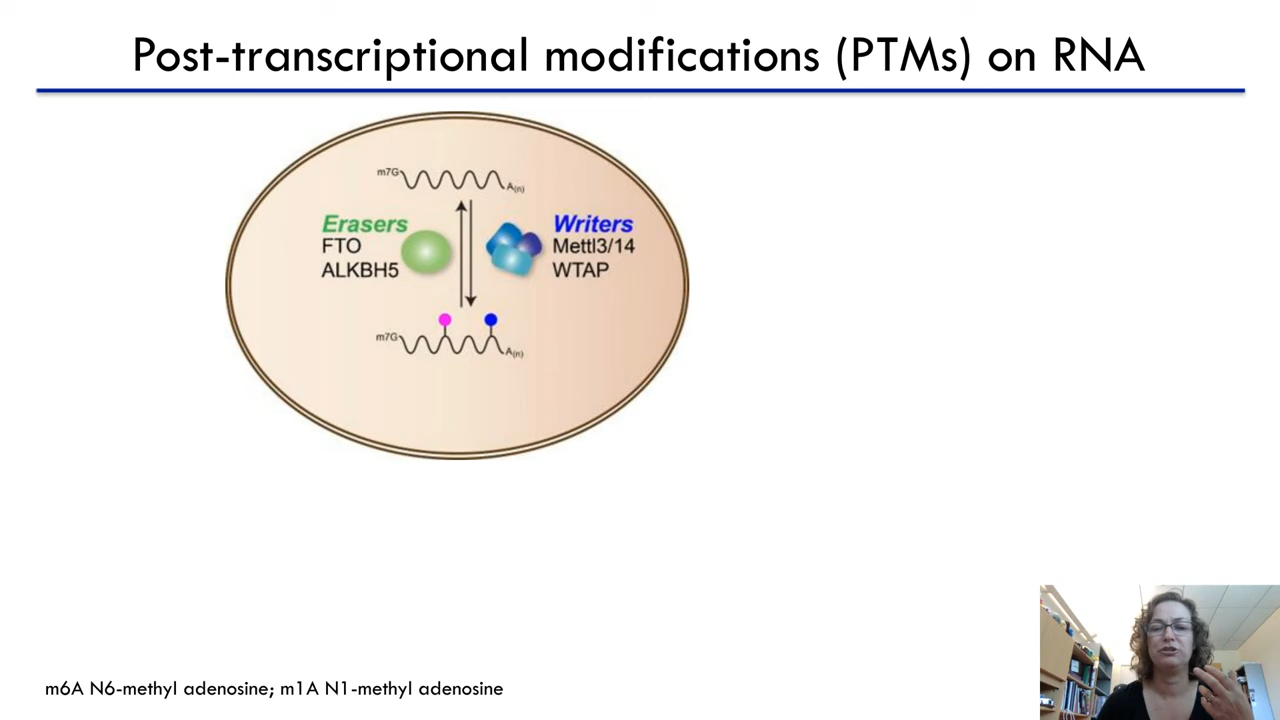 Post-transcriptional modifications (PTMs) on RNA
m7G A(n)
Erasers
FTO
ALKBH5
Writers
Mettl3/14
WTAP
m7G A(n)
m6A N6-methyl adenosine; m1A N1-methyl adenosine